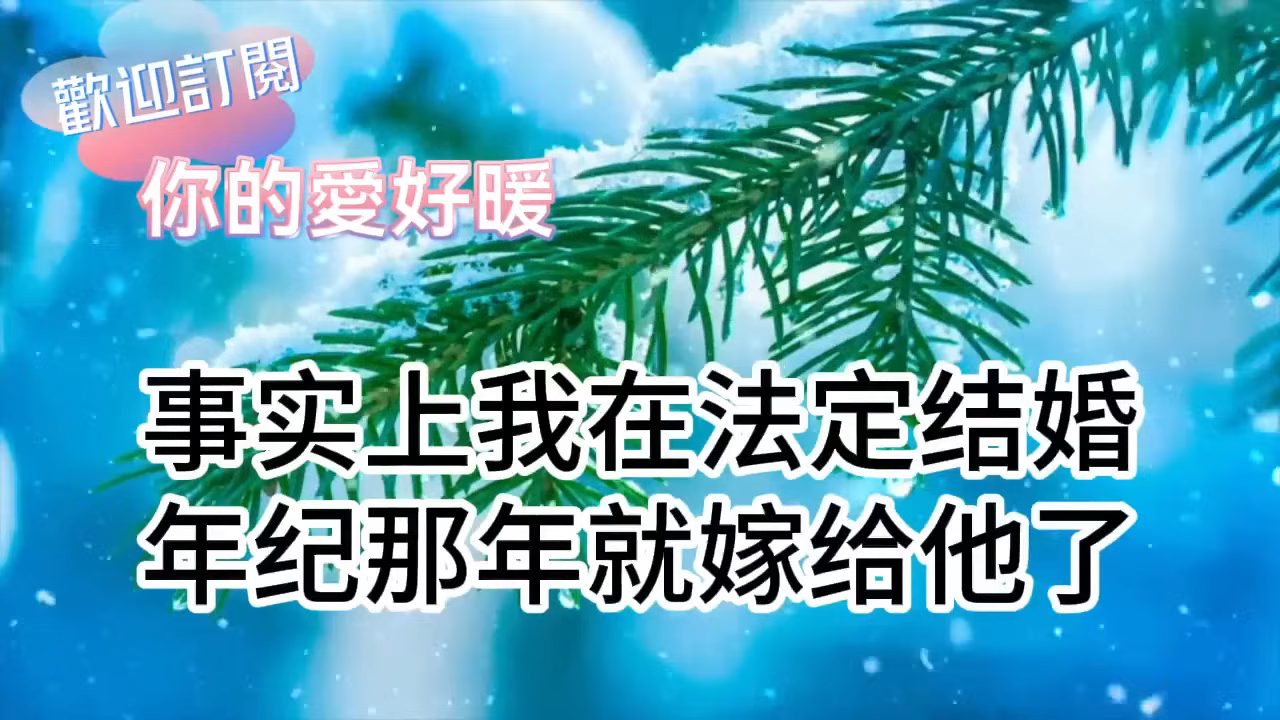 歡迎訂閱
你的愛好暖
事实上我在法定结婚
年纪那年就嫁给他了